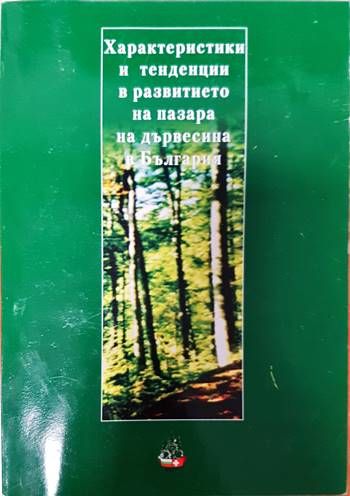 Характеристики
и тенденции
в развитието
на пазара
на дървесина
в България